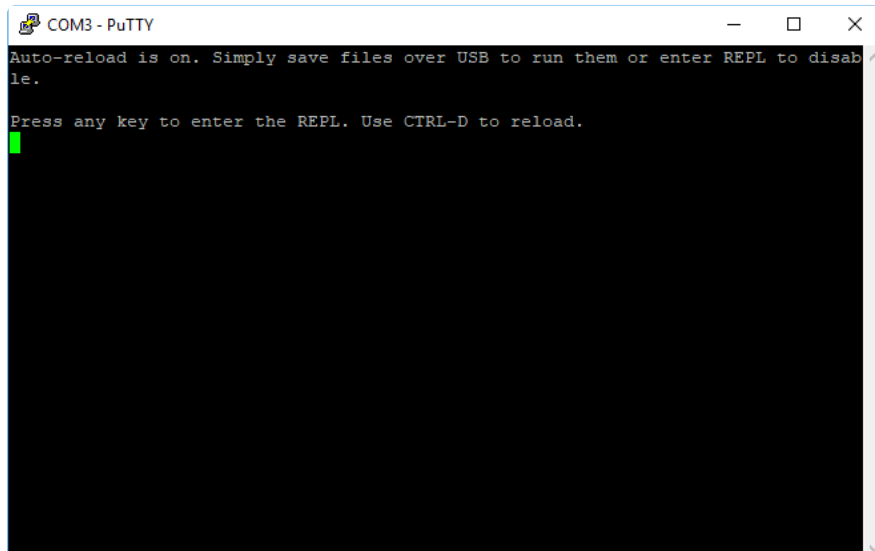 COM3 - PuTTY
Auto-reload is on. Simply save files over USB to run them or enter REPL to disab
le.
Press any key to enter the REPL. Use CTRL-D to reload.